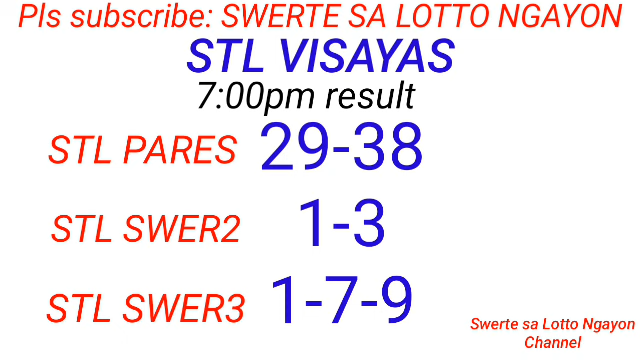 Pls subscribe: SWERTE SA LOTTO NGAYON
STL VISAYAS
7:00pm result
STL PARES 29-38
STL SWER2 1-3
STL SWER3 1-7-9
Swerte sa Lotto Ngayon
Channel